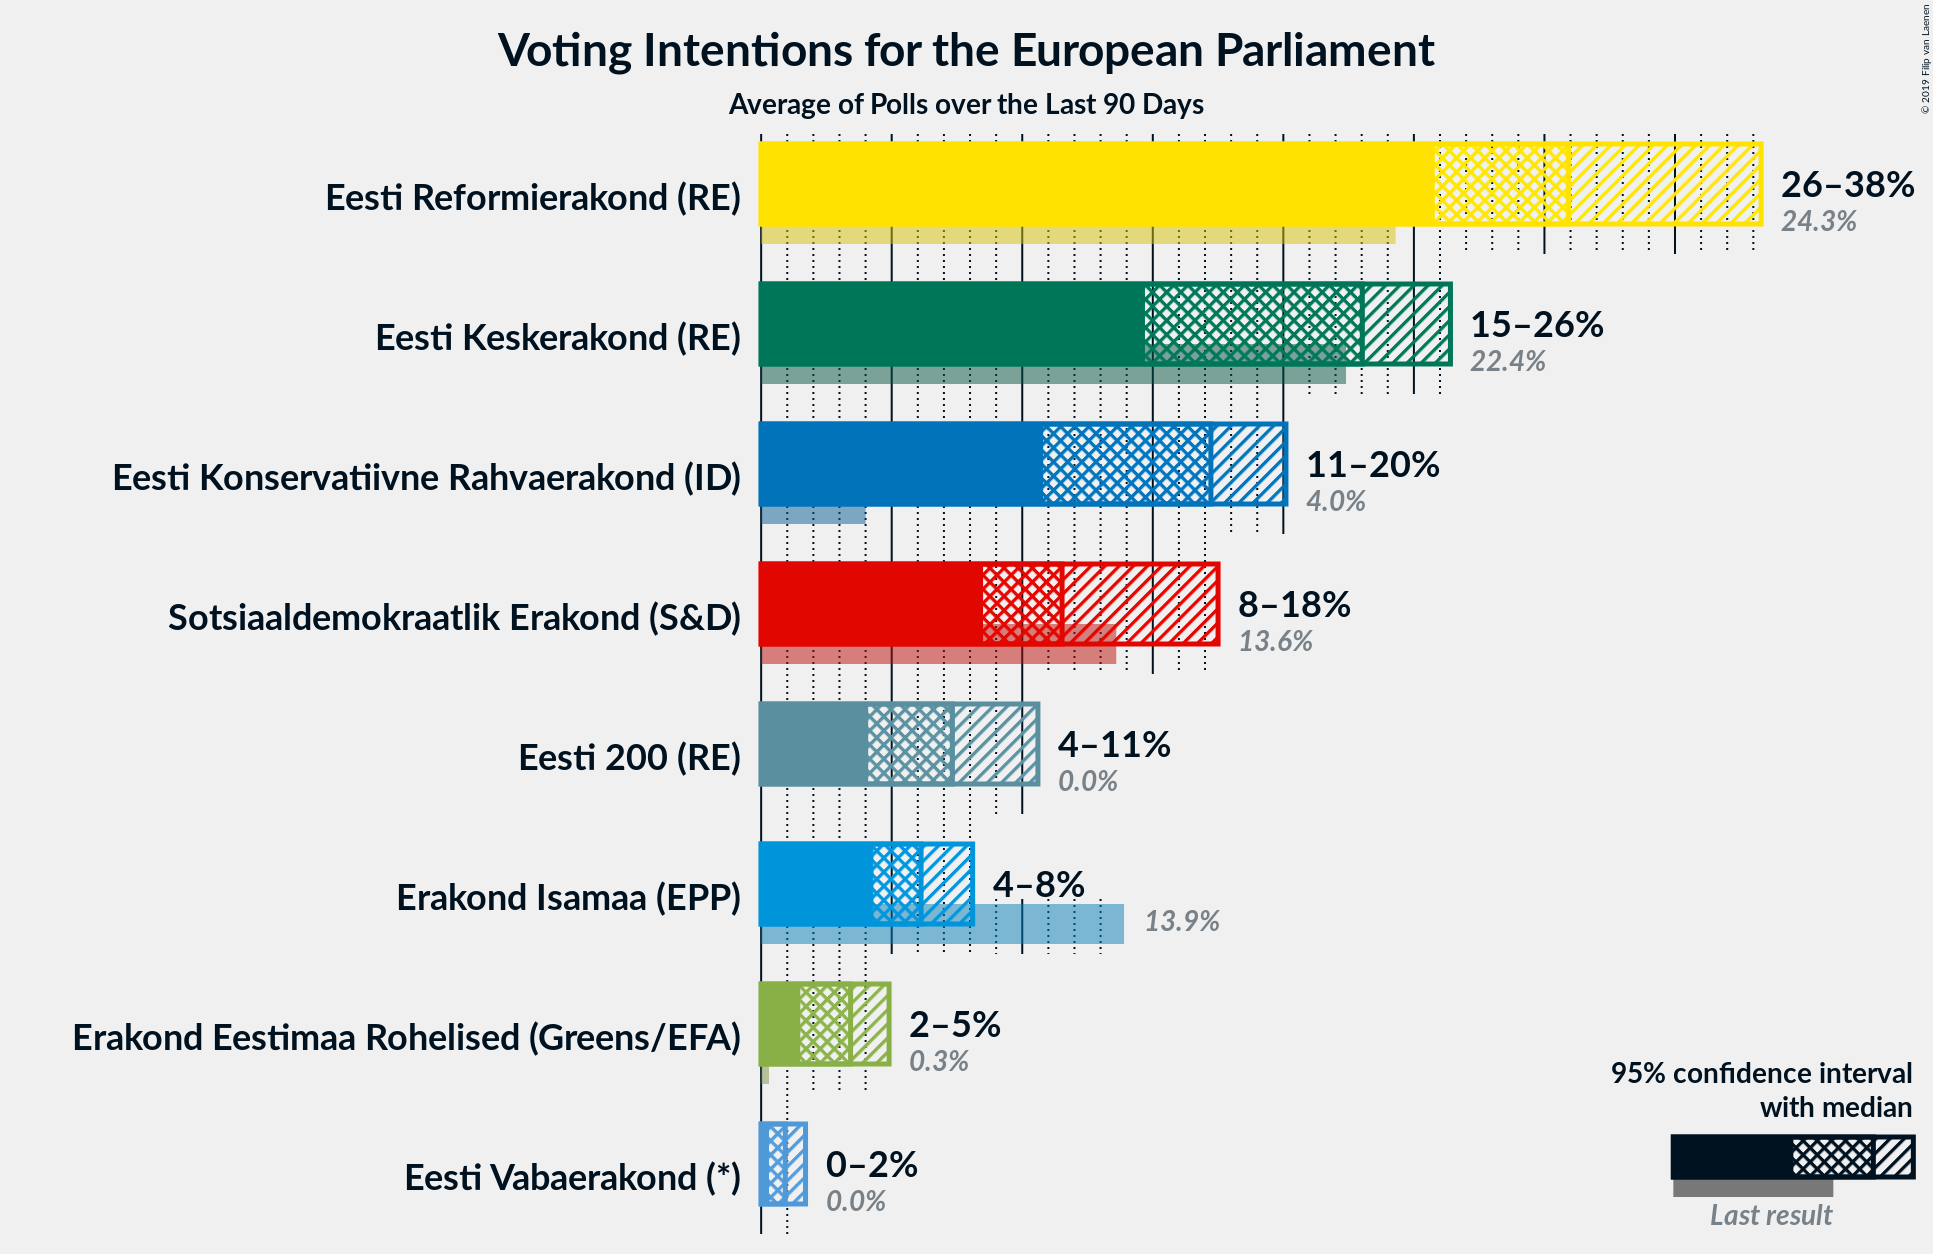 Voting Intentions for the European Parliament
Average of Polls over the Last 90 Days
© 2019 Filip van Laenen
Eesti Reformierakond (RE)
26–38%
24.3%
Eesti Keskerakond (RE)
15–26%
22.4%
Eesti Konservatiivne Rahvaerakond (ID)
11–20%
4.0%
Sotsiaaldemokraatlik Erakond (S&D)
8–18%
13.6%
Eesti 200 (RE)
4–11%
0.0%
Erakond Isamaa (EPP)
4–8%
13.9%
Erakond Eestimaa Rohelised (Greens/EFA)
2–5%
0.3%
Eesti Vabaerakond (*)
0–2%
0.0%
95% confidence interval
with median
Last result